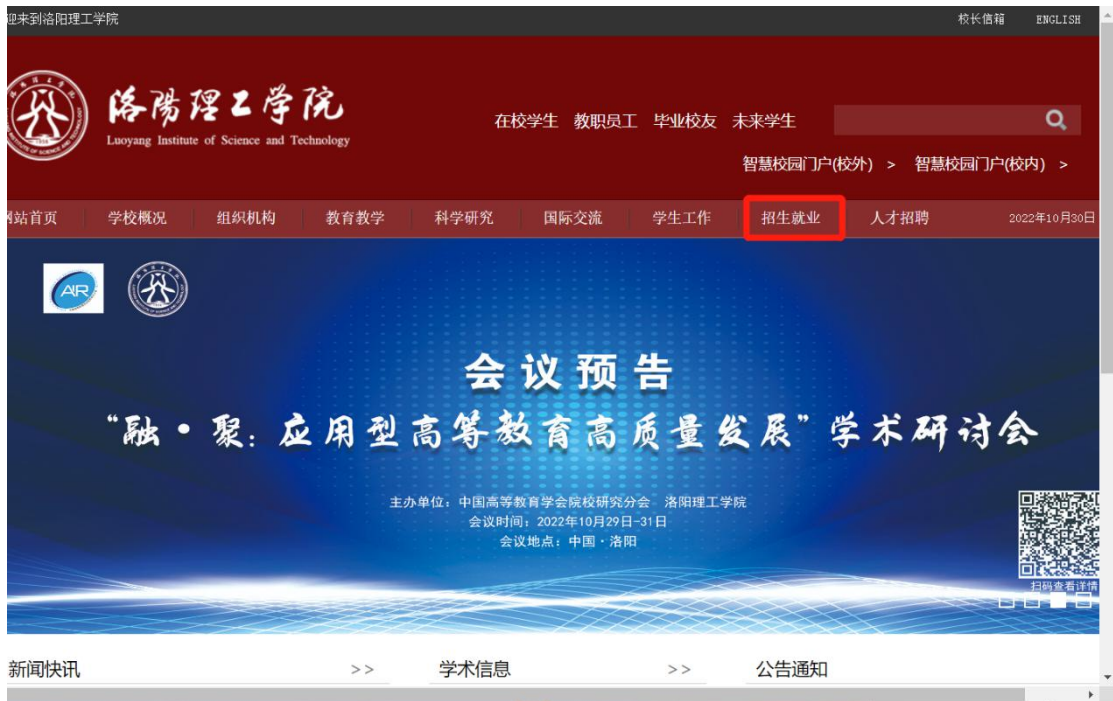 迎来到洛阳理工学院
校长信箱 ENGLISH
洛陽理工学院
Luoyang Institute of Science and Technology
在校学生 教职员工 毕业校友 未来学生
智慧校园门户(校外) > 智慧校园门户(校内) >
网站首页 学校概况 组织机构 教育教学 科学研究 国际交流 学生工作 招生就业 人才招聘 2022年10月30日
AIR
会议预告
“融·聚：应用型高等教育高质量发展”学术研讨会
主办单位：中国高等教育学会院校研究分会 洛阳理工学院
会议时间：2022年10月29日-31日
会议地点：中国·洛阳
扫码查看详情
新闻快讯 >> 学术信息 >> 公告通知